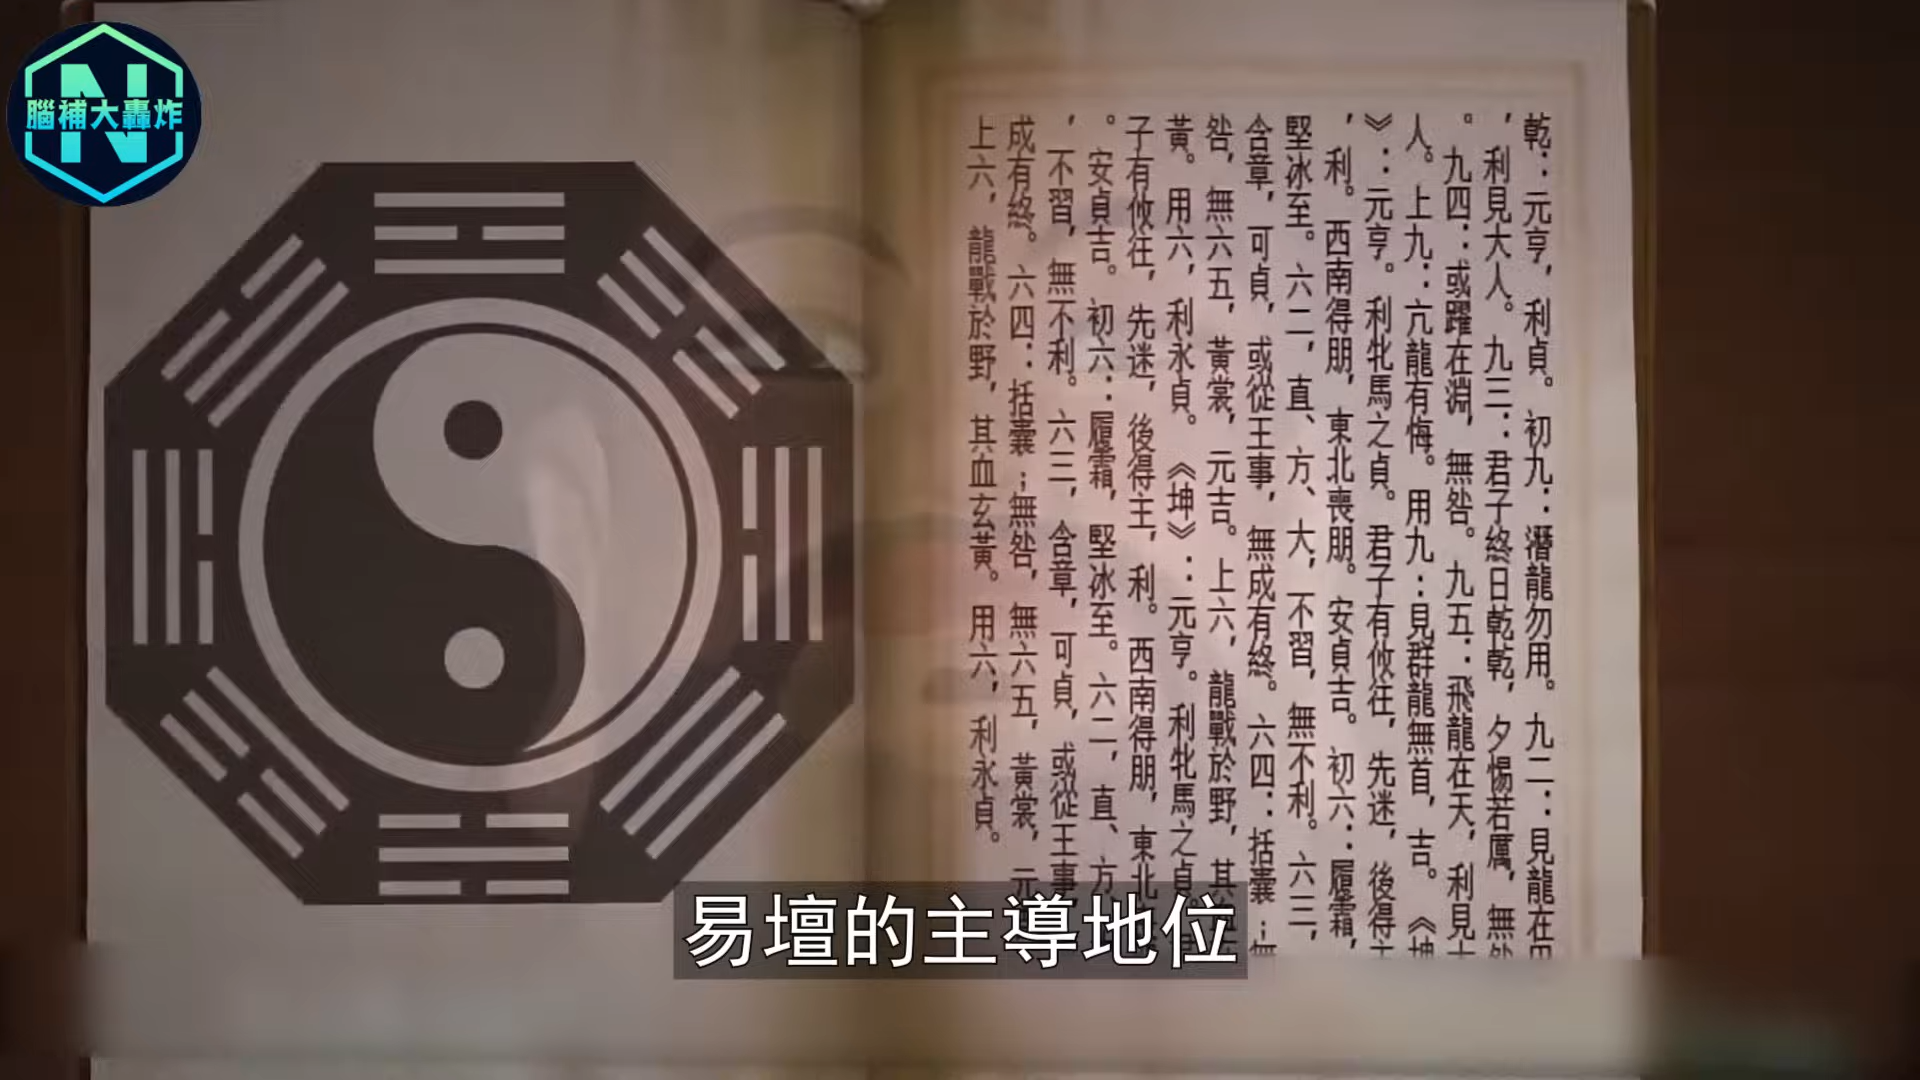 腦補大轟炸
乾：元亨，利貞。初九：潛龍勿用。九二：見龍在田
，利見大人。九三：君子終日乾乾，夕惕若厲，無咎
。九四：或躍在淵，無咎。九五：飛龍在天，利見大
人。上九：亢龍有悔。用九：見群龍無首，吉。《坤
》：元亨。利牝馬之貞。君子有攸往，先迷，後得主
，利。西南得朋，東北喪朋。安貞吉。初六：履霜，
堅冰至。六二，直、方、大，不習，無不利。六三，
含章，可貞，或從王事，無成有終。六四：括囊；無
咎，無六五，黃裳，元吉。上六，龍戰於野，其
黃。用六，利永貞。《坤》：元亨。利牝馬之貞
子有攸往，先迷，後得主，利。西南得朋，東北
。安貞吉。初六：履霜，堅冰至。六二，直、方
，不習，無不利。六三，含章，可貞，或從王事
成有終。六四：括囊；無咎，無六五，黃裳，元
上六，龍戰於野，其血玄黃。用六，利永貞。
易壇的主導地位